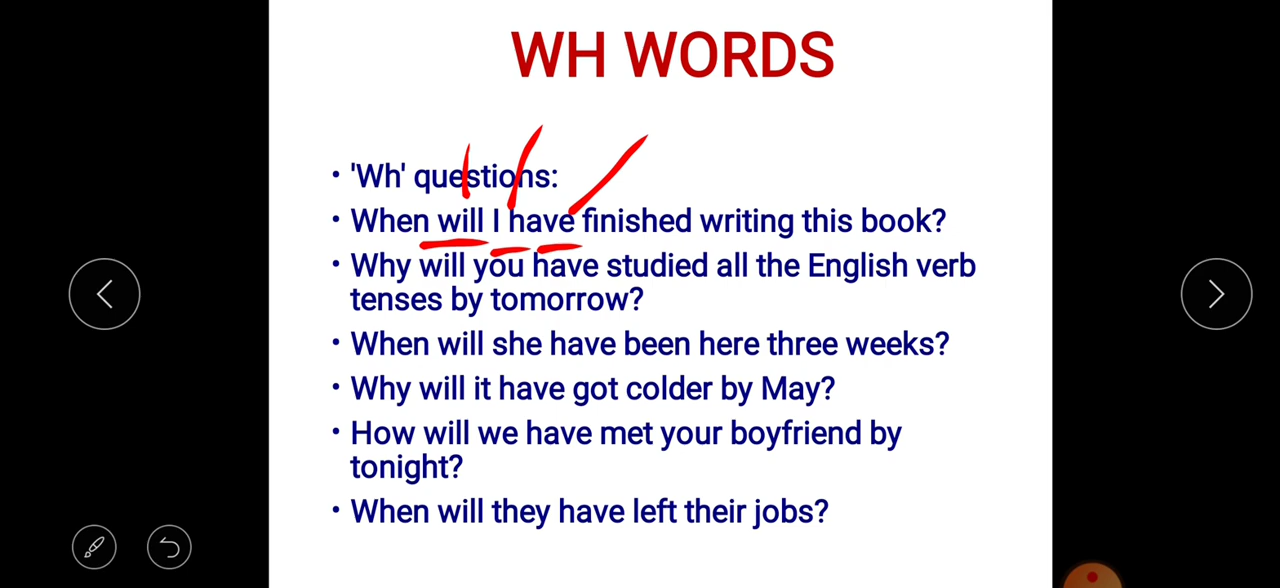 WH WORDS
• 'Wh' questions:
• When will I have finished writing this book?
• Why will you have studied all the English verb
tenses by tomorrow?
• When will she have been here three weeks?
• Why will it have got colder by May?
• How will we have met your boyfriend by
tonight?
• When will they have left their jobs?